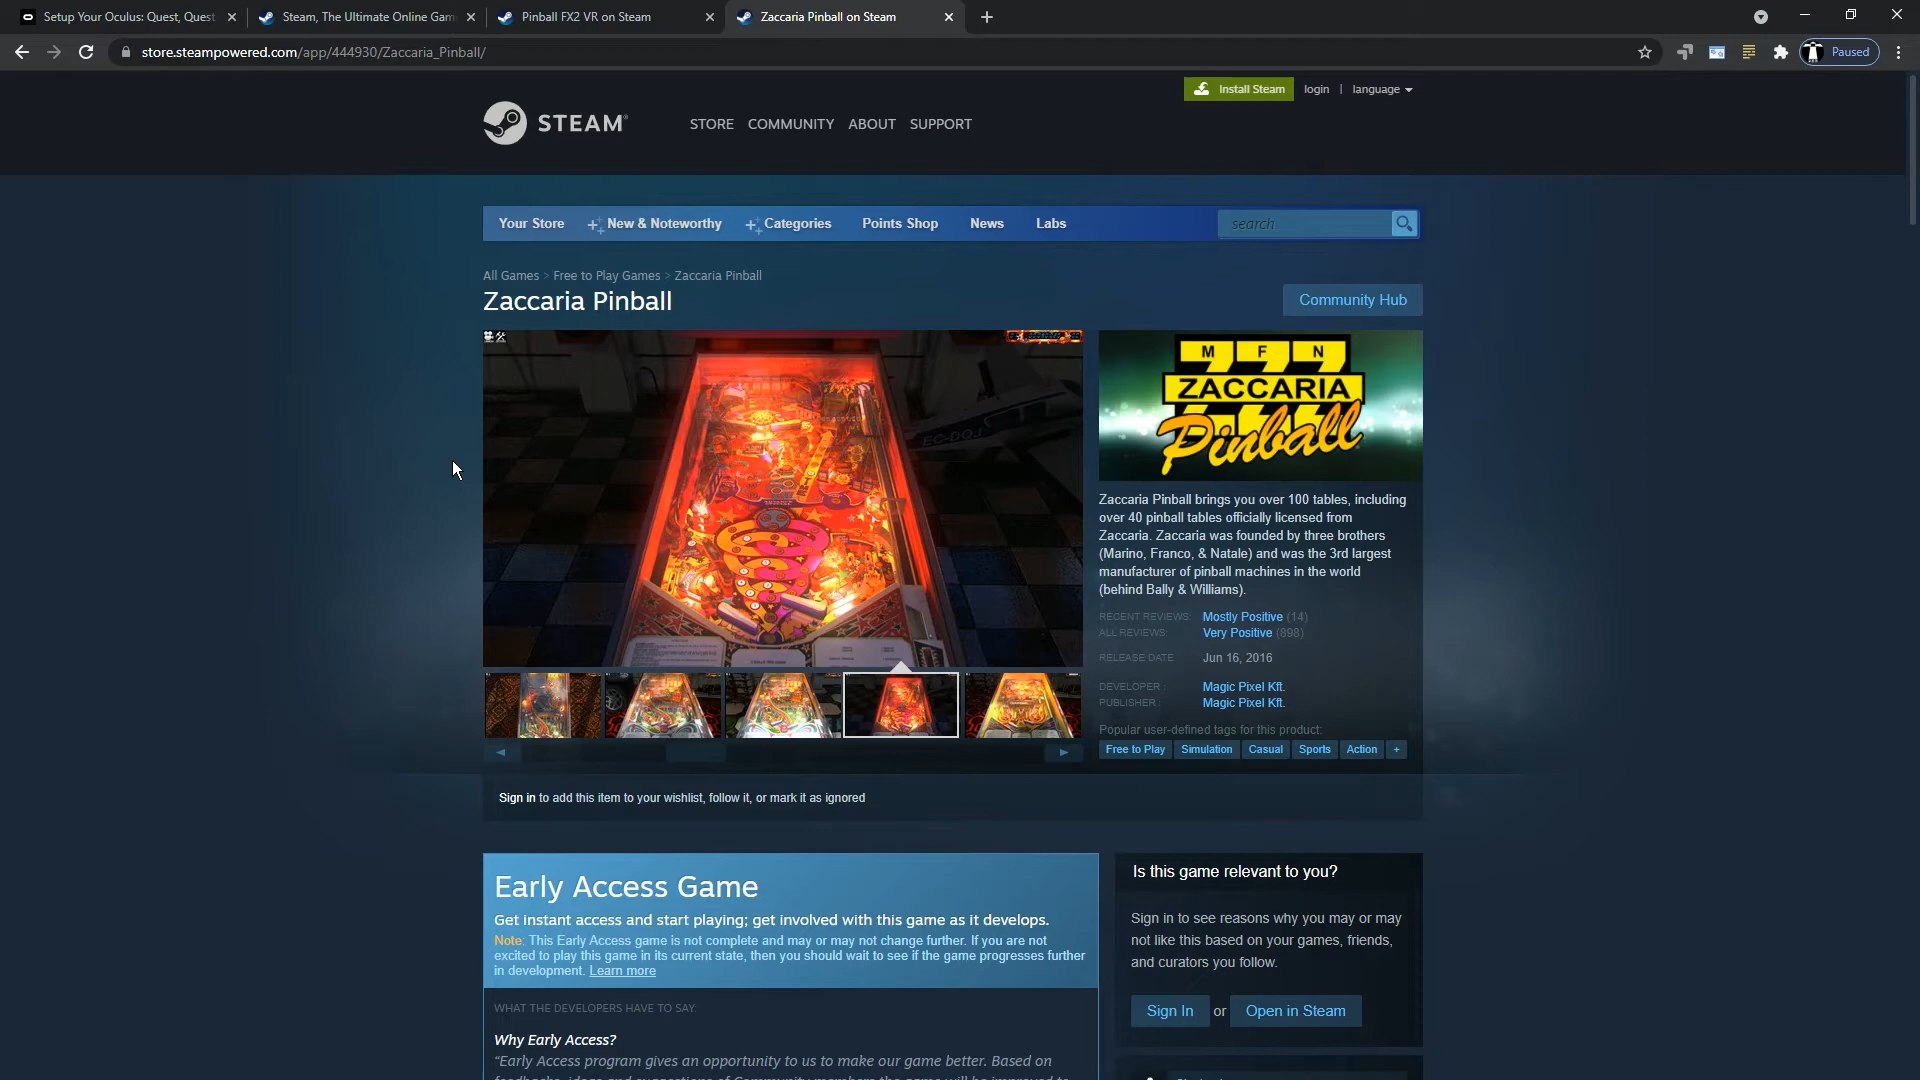 Setup Your Oculus: Quest, Quest
Steam, The Ultimate Online Gam
Pinball FX2 VR on Steam
Zaccaria Pinball on Steam
store.steampowered.com/app/444930/Zaccaria_Pinball/
Paused
Install Steam
login | language
STEAM
STORE COMMUNITY ABOUT SUPPORT
Your Store New & Noteworthy Categories Points Shop News Labs
search
All Games > Free to Play Games > Zaccaria Pinball
Zaccaria Pinball
Community Hub
EC-DQJ
M F N
ZACCARIA
Pinball
Zaccaria Pinball brings you over 100 tables, including
over 40 pinball tables officially licensed from
Zaccaria. Zaccaria was founded by three brothers
(Marino, Franco, & Natale) and was the 3rd largest
manufacturer of pinball machines in the world
(behind Bally & Williams).
RECENT REVIEWS: Mostly Positive (14)
ALL REVIEWS: Very Positive (898)
RELEASE DATE: Jun 16, 2016
DEVELOPER: Magic Pixel Kft.
PUBLISHER: Magic Pixel Kft.
Popular user-defined tags for this product:
Free to Play Simulation Casual Sports Action +
Sign in to add this item to your wishlist, follow it, or mark it as ignored
Early Access Game
Get instant access and start playing; get involved with this game as it develops.
Note: This Early Access game is not complete and may or may not change further. If you are not
excited to play this game in its current state, then you should wait to see if the game progresses further
in development. Learn more
WHAT THE DEVELOPERS HAVE TO SAY:
Why Early Access?
“Early Access program gives an opportunity to us to make our game better. Based on
Is this game relevant to you?
Sign in to see reasons why you may or may
not like this based on your games, friends,
and curators you follow.
Sign In or Open in Steam